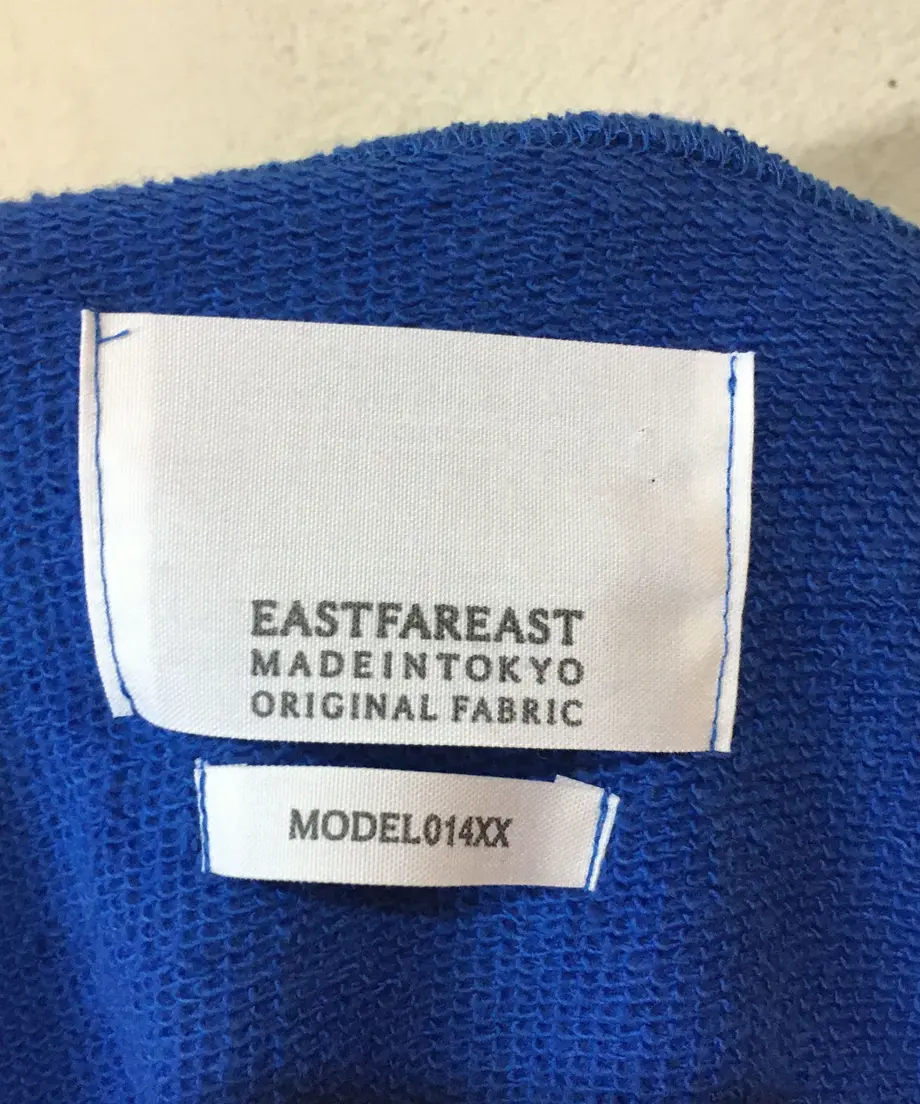 EASTFAREAST
MADEINTOKYO
ORIGINAL FABRIC
MODEL014XX